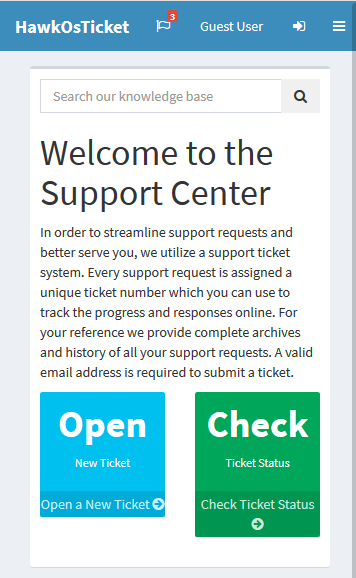 HawkOsTicket 3 Guest User
Search our knowledge base
Welcome to the
Support Center
In order to streamline support requests and
better serve you, we utilize a support ticket
system. Every support request is assigned a
unique ticket number which you can use to
track the progress and responses online. For
your reference we provide complete archives
and history of all your support requests. A valid
email address is required to submit a ticket.
Open
New Ticket
Open a New Ticket
Check
Ticket Status
Check Ticket Status